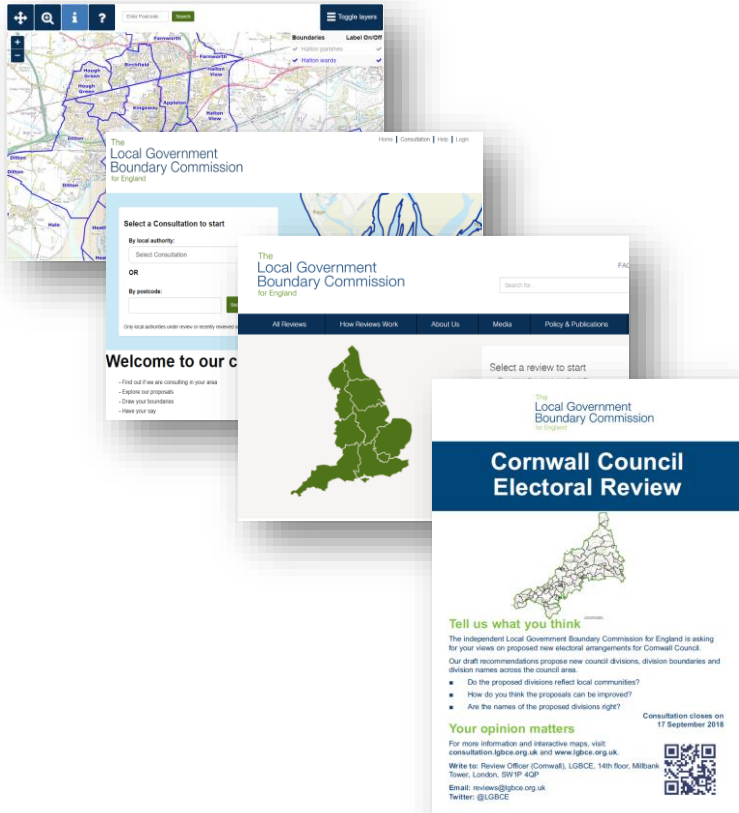 Enter Postcode
Search
Toggle layers
Boundaries Label On/Off
Halton parishes
Halton wards
Farnworth
Birchfield
Farnworth
Hough Green
Halton View
Hough Green
Appleton
Kingsway
Halton View
Ditton
Ditton
Ditton
Ditton
Hale
The
Local Government
Boundary Commission
for England
Home | Consultation | Help | Login
Select a Consultation to start
By local authority:
Select Consultation
OR
By postcode:
Only local authorities under review or recently reviewed
Welcome to our c
- Find out if we are consulting in your area
- Explore our proposals
- Draw your boundaries
- Have your say
The
Local Government
Boundary Commission
for England
FAC
Search for
All Reviews
How Reviews Work
About Us
Media
Policy & Publications
Select a review to start
The
Local Government
Boundary Commission
for England
Cornwall Council
Electoral Review
Tell us what you think
The independent Local Government Boundary Commission for England is asking
for your views on proposed new electoral arrangements for Cornwall Council.
Our draft recommendations propose new council divisions, division boundaries and
division names across the council area.
■ Do the proposed divisions reflect local communities?
■ How do you think the proposals can be improved?
■ Are the names of the proposed divisions right?
Consultation closes on
17 September 2018
Your opinion matters
For more information and interactive maps, visit:
consultation.lgbce.org.uk and www.lgbce.org.uk.
Write to: Review Officer (Cornwall), LGBCE, 14th floor, Millbank
Tower, London, SW1P 4QP
Email: reviews@lgbce.org.uk
Twitter: @LGBCE